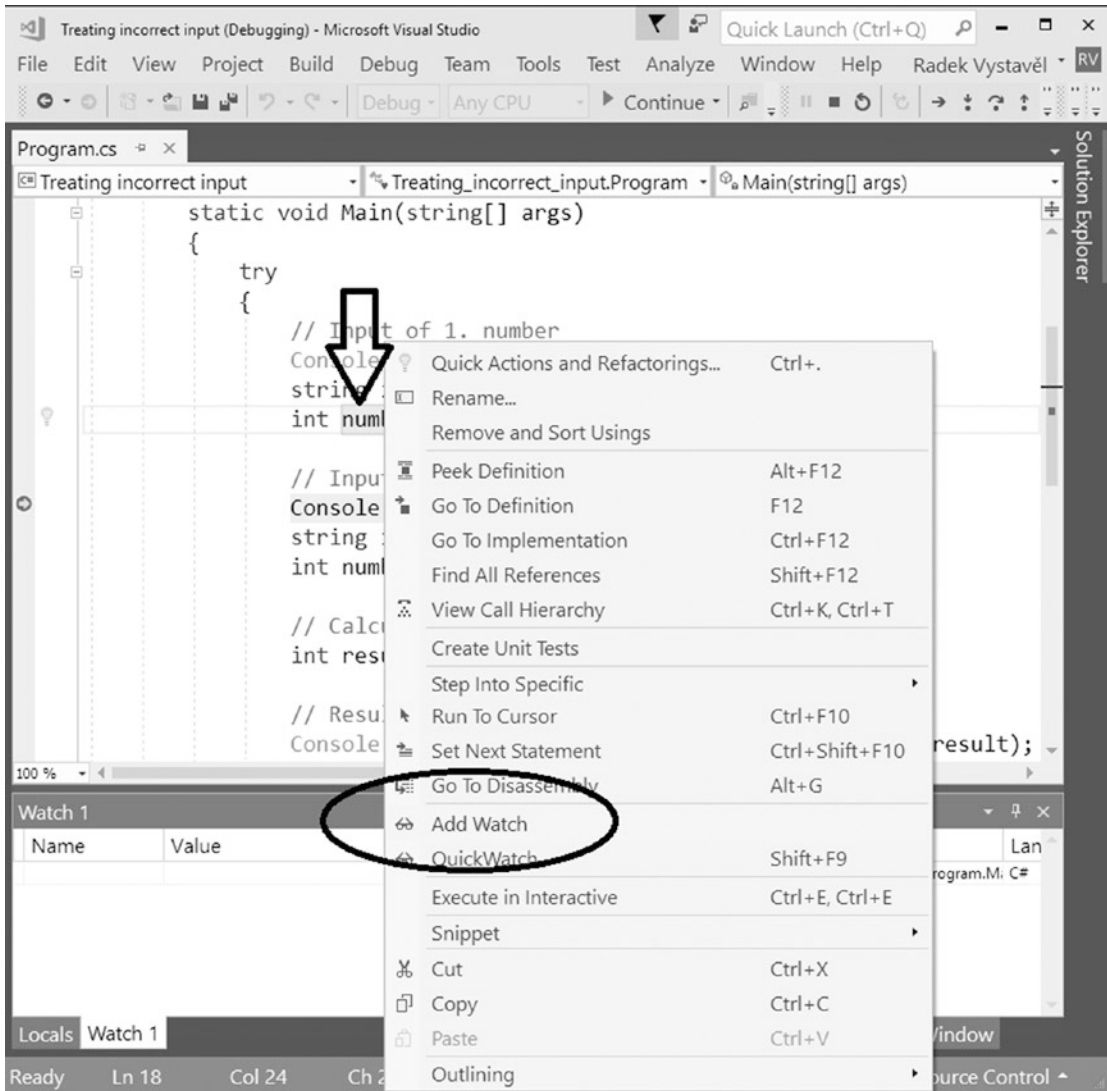 Treating incorrect input (Debugging) - Microsoft Visual Studio
Quick Launch (Ctrl+Q)
File Edit View Project Build Debug Team Tools Test Analyze Window Help Radek Vystavěl RV
Debug Any CPU Continue
Program.cs
Solution Explorer
C# Treating incorrect input Treating_incorrect_input.Program Main(string[] args)
static void Main(string[] args)
{
try
{
// Input of 1. number
Console
string
int numb
// Input
Console
string
int numb
// Calcu
int resu
// Resul
Console result);
Quick Actions and Refactorings... Ctrl+.
Rename...
Remove and Sort Usings
Peek Definition Alt+F12
Go To Definition F12
Go To Implementation Ctrl+F12
Find All References Shift+F12
View Call Hierarchy Ctrl+K, Ctrl+T
Create Unit Tests
Step Into Specific
Run To Cursor Ctrl+F10
Set Next Statement Ctrl+Shift+F10
Go To Disassembly Alt+G
Add Watch
QuickWatch Shift+F9
Execute in Interactive Ctrl+E, Ctrl+E
Snippet
Cut Ctrl+X
Copy Ctrl+C
Paste Ctrl+V
Outlining
100 %
Watch 1
Name Value Lan
rogram.M C#
Locals Watch 1 Window
Ready Ln 18 Col 24 Ch 2 ource Control